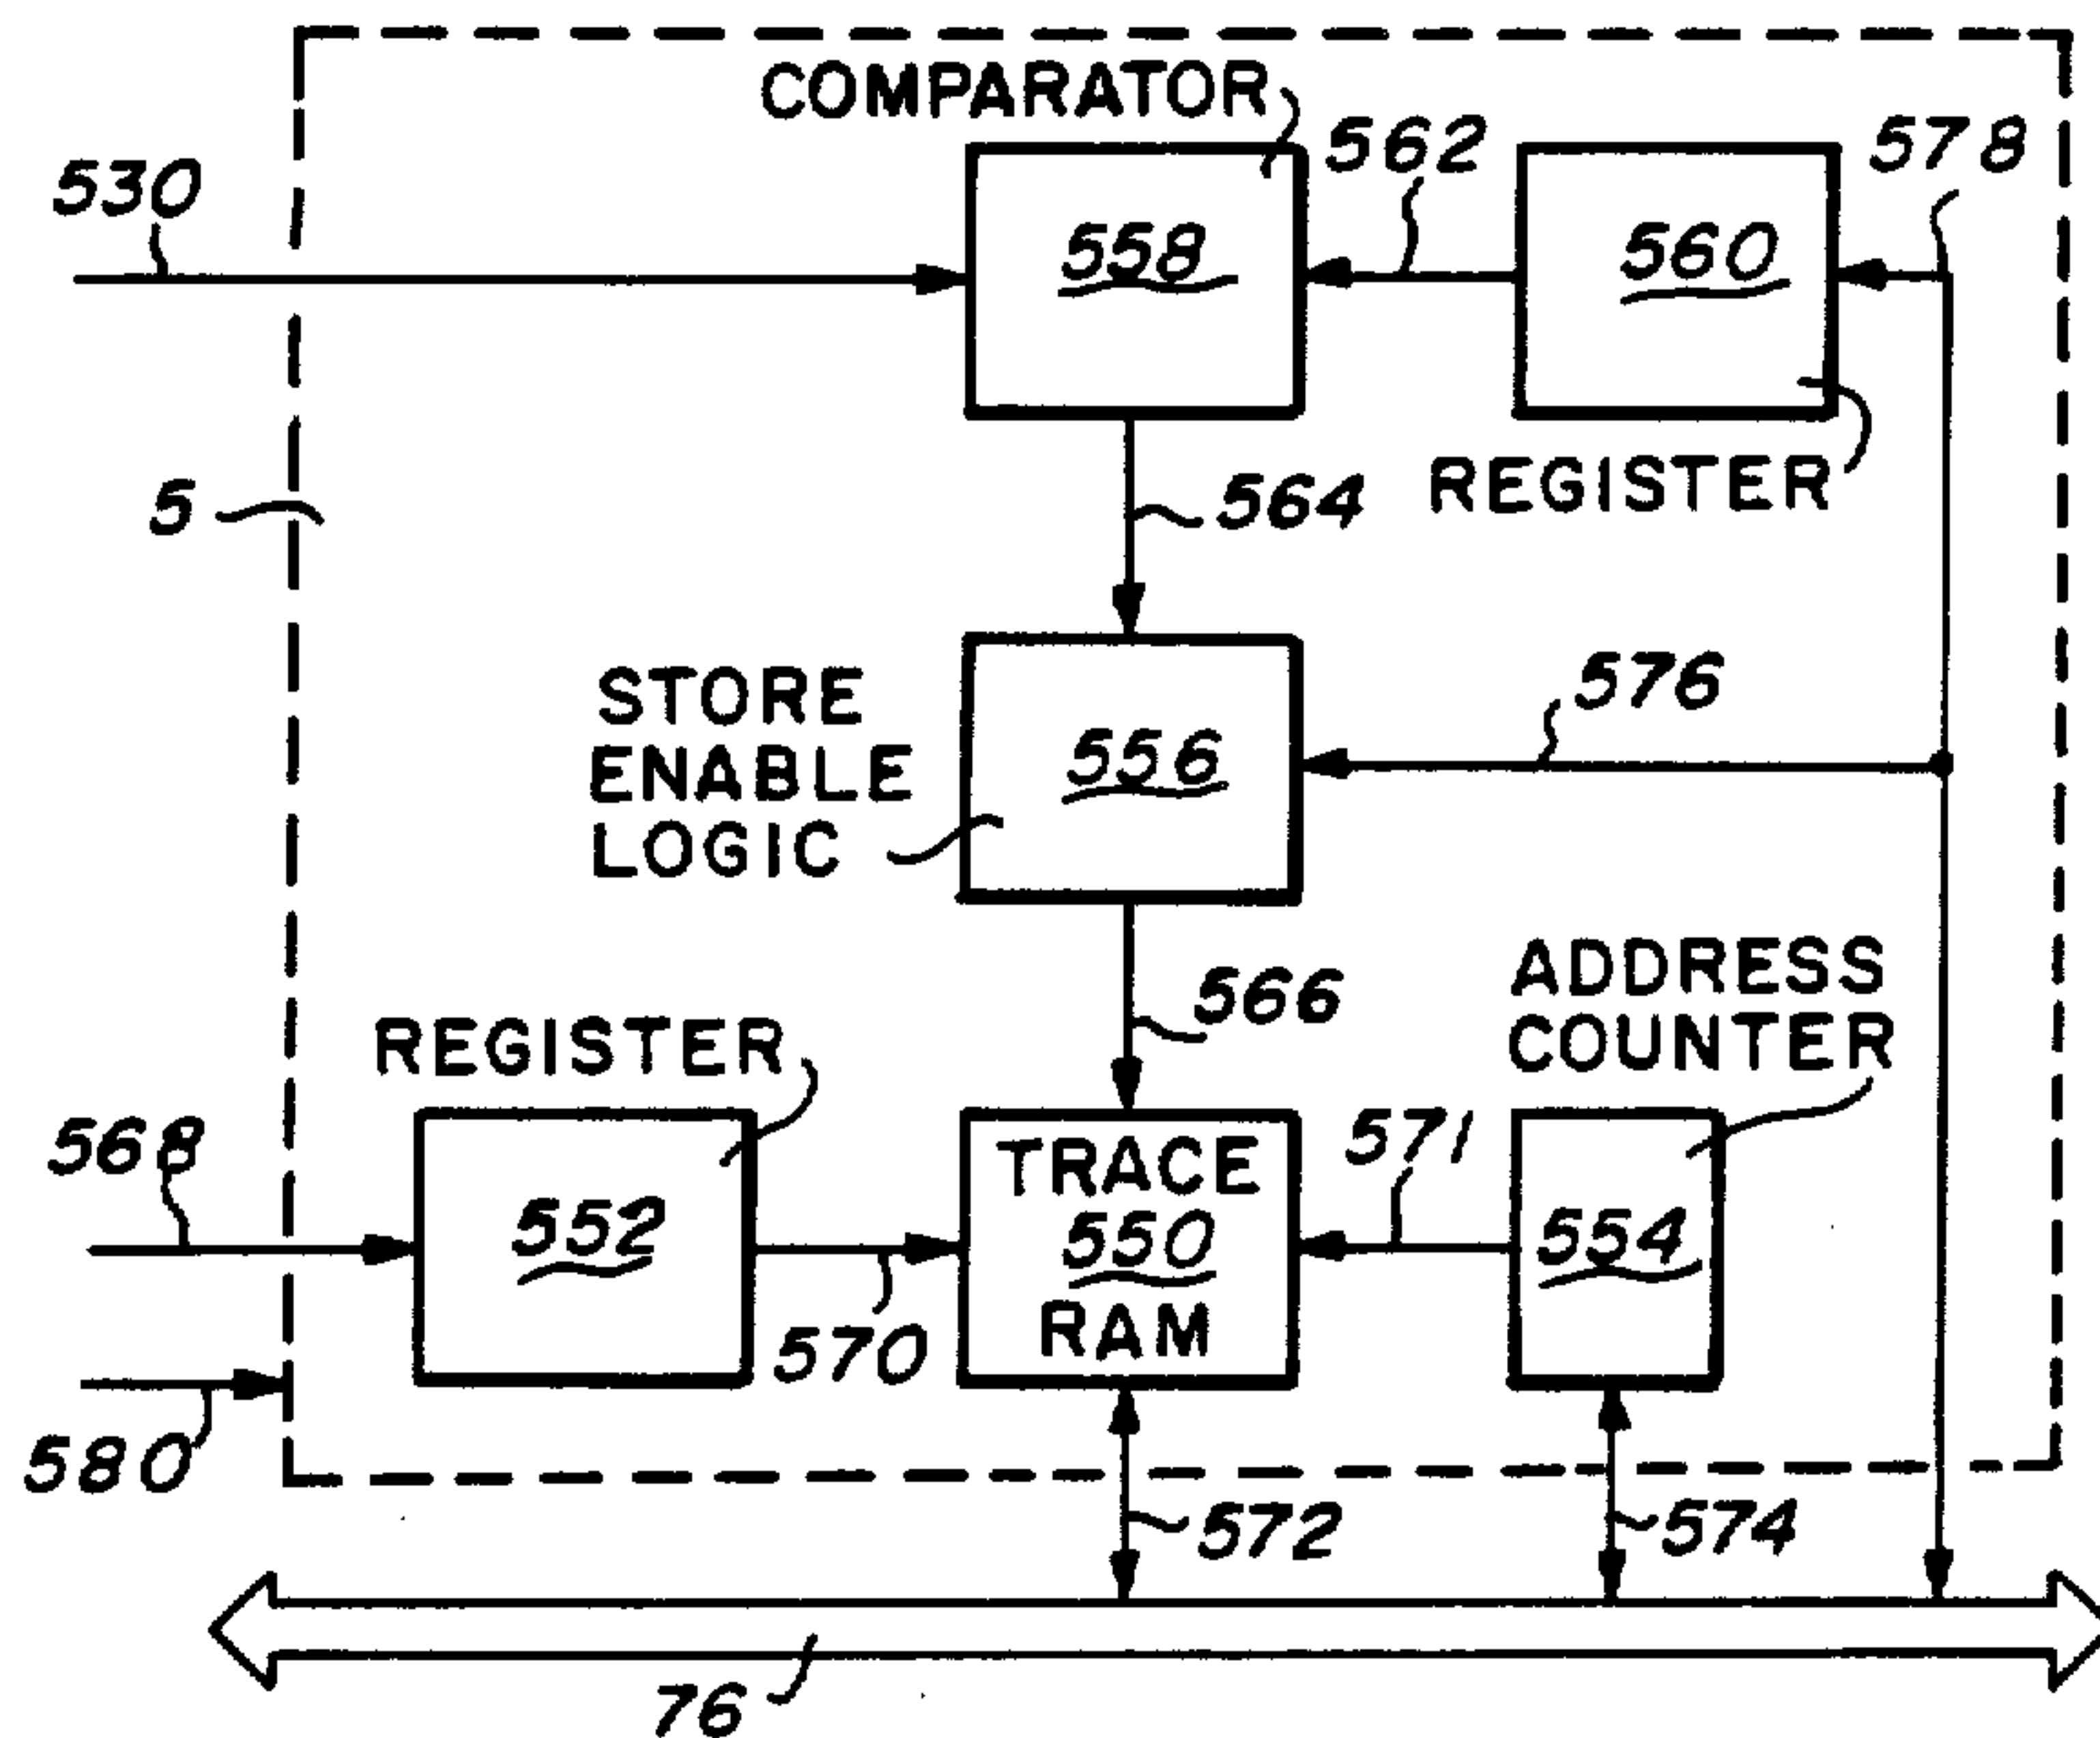 COMPARATOR
530
562
578
558
560
5
564
REGISTER
STORE
ENABLE
LOGIC
556
576
566
ADDRESS
COUNTER
REGISTER
568
552
570
TRACE
550
RAM
571
554
580
572
574
76